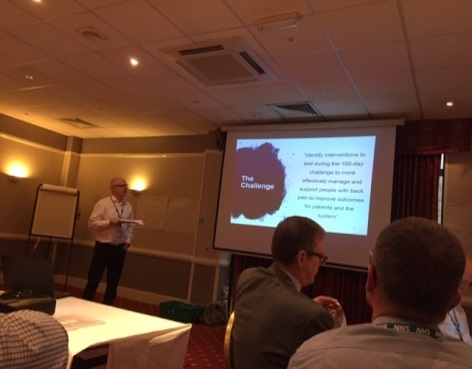 The
Challenge
"Identify interventions to
test during the 100-day
challenge to more
effectively manage and
support people with back
pain to improve outcomes
for patients and the
system"
NHS NHS